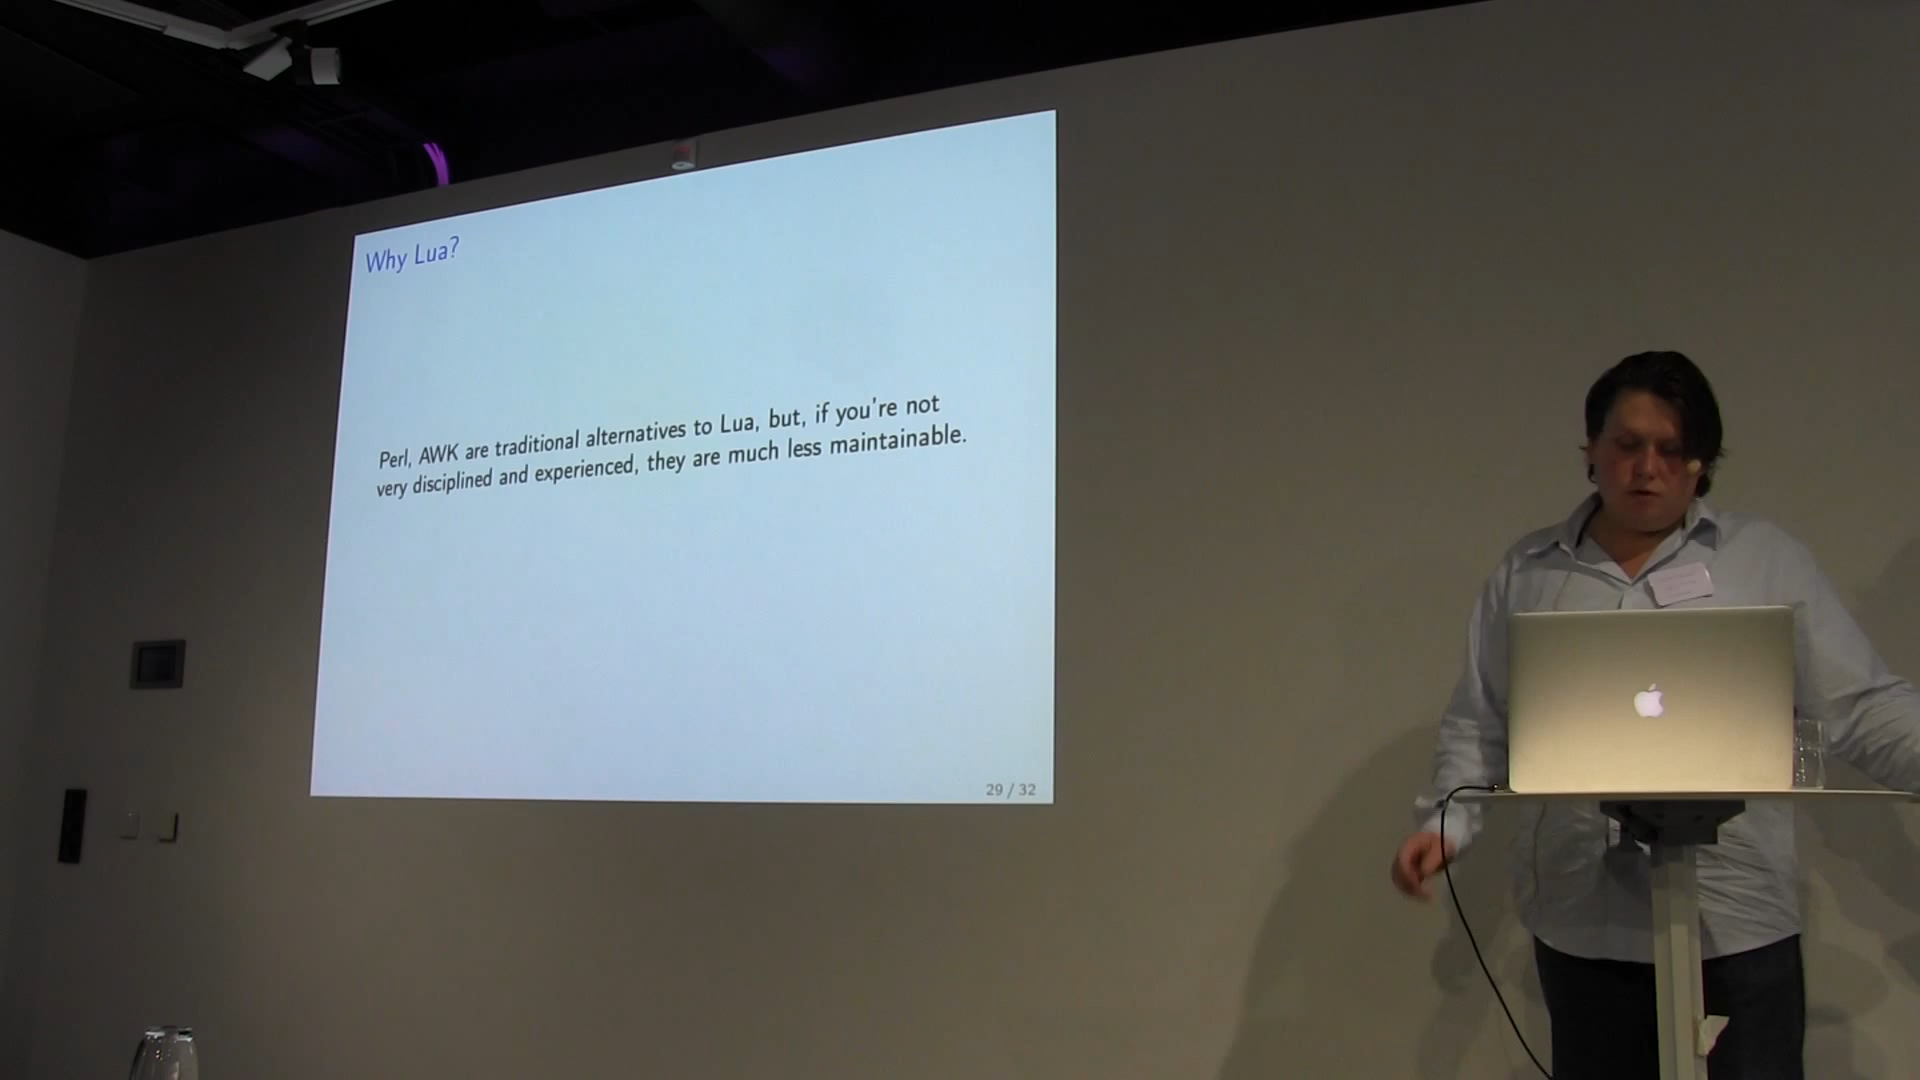 Why Lua?
Perl, AWK are traditional alternatives to Lua, but, if you're not
very disciplined and experienced, they are much less maintainable.
29 / 32